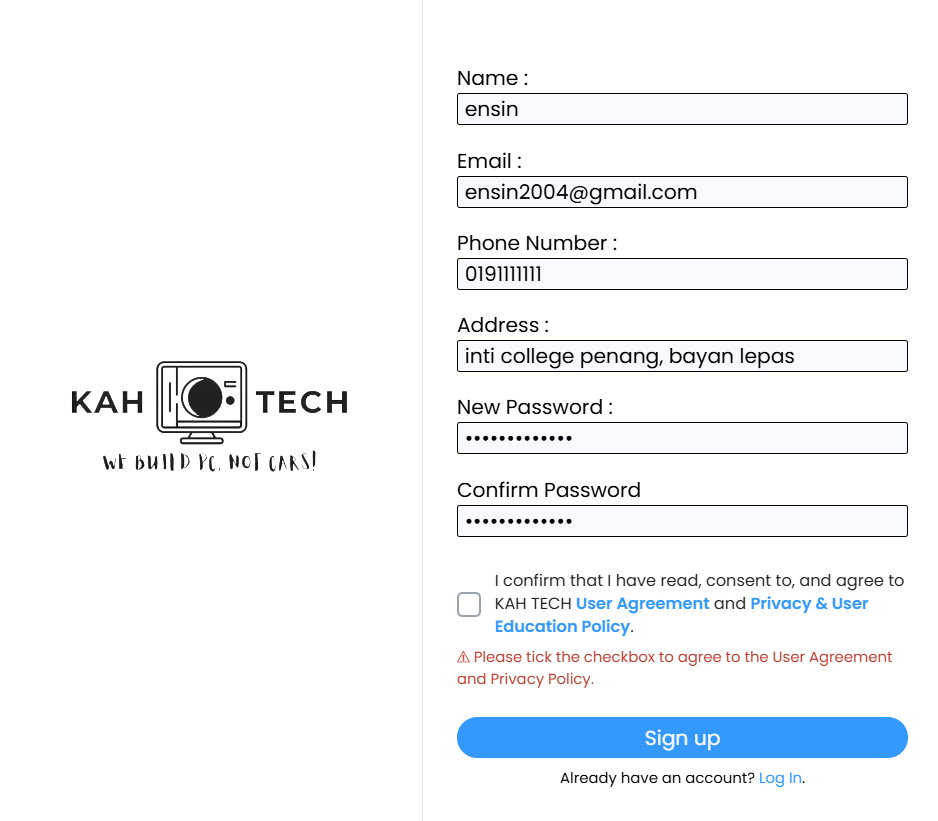 KAH TECH
WE BUILD PC, NOT CARS!
Name :
ensin
Email :
ensin2004@gmail.com
Phone Number :
0191111111
Address :
inti college penang, bayan lepas
New Password :
•••••••••••••
Confirm Password
•••••••••••••
I confirm that I have read, consent to, and agree to
KAH TECH User Agreement and Privacy & User
Education Policy.
⚠ Please tick the checkbox to agree to the User Agreement
and Privacy Policy.
Sign up
Already have an account? Log In.